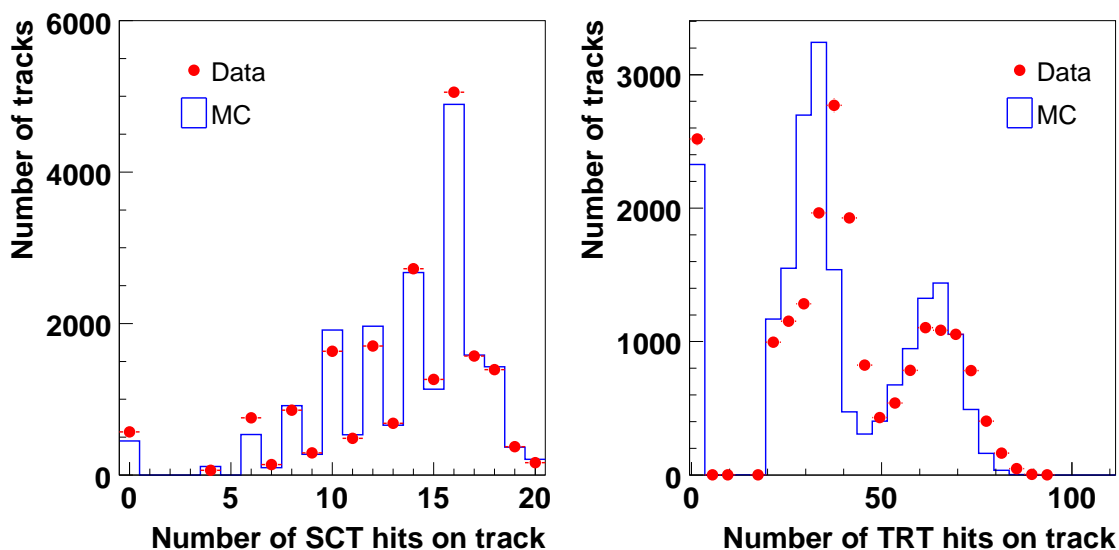 Number of tracks
6000
4000
2000
0
Data
MC
0
5
10
15
20
Number of SCT hits on track
Number of tracks
3000
2000
1000
0
Data
MC
0
50
100
Number of TRT hits on track